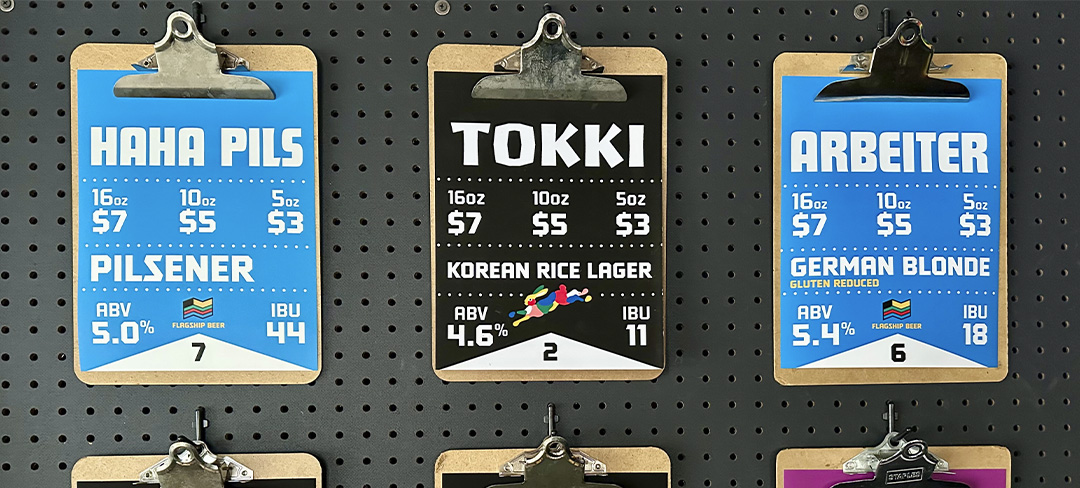 HAHA PILS
16oz 10oz 5oz
$7 $5 $3
PILSENER
ABV IBU
5.0% 44
FLAGSHIP BEER
7
TOKKI
16oz 10oz 5oz
$7 $5 $3
KOREAN RICE LAGER
ABV IBU
4.6% 11
2
ARBEITER
16oz 10oz 5oz
$7 $5 $3
GERMAN BLONDE
GLUTEN REDUCED
ABV IBU
5.4% 18
FLAGSHIP BEER
6
STAPLES